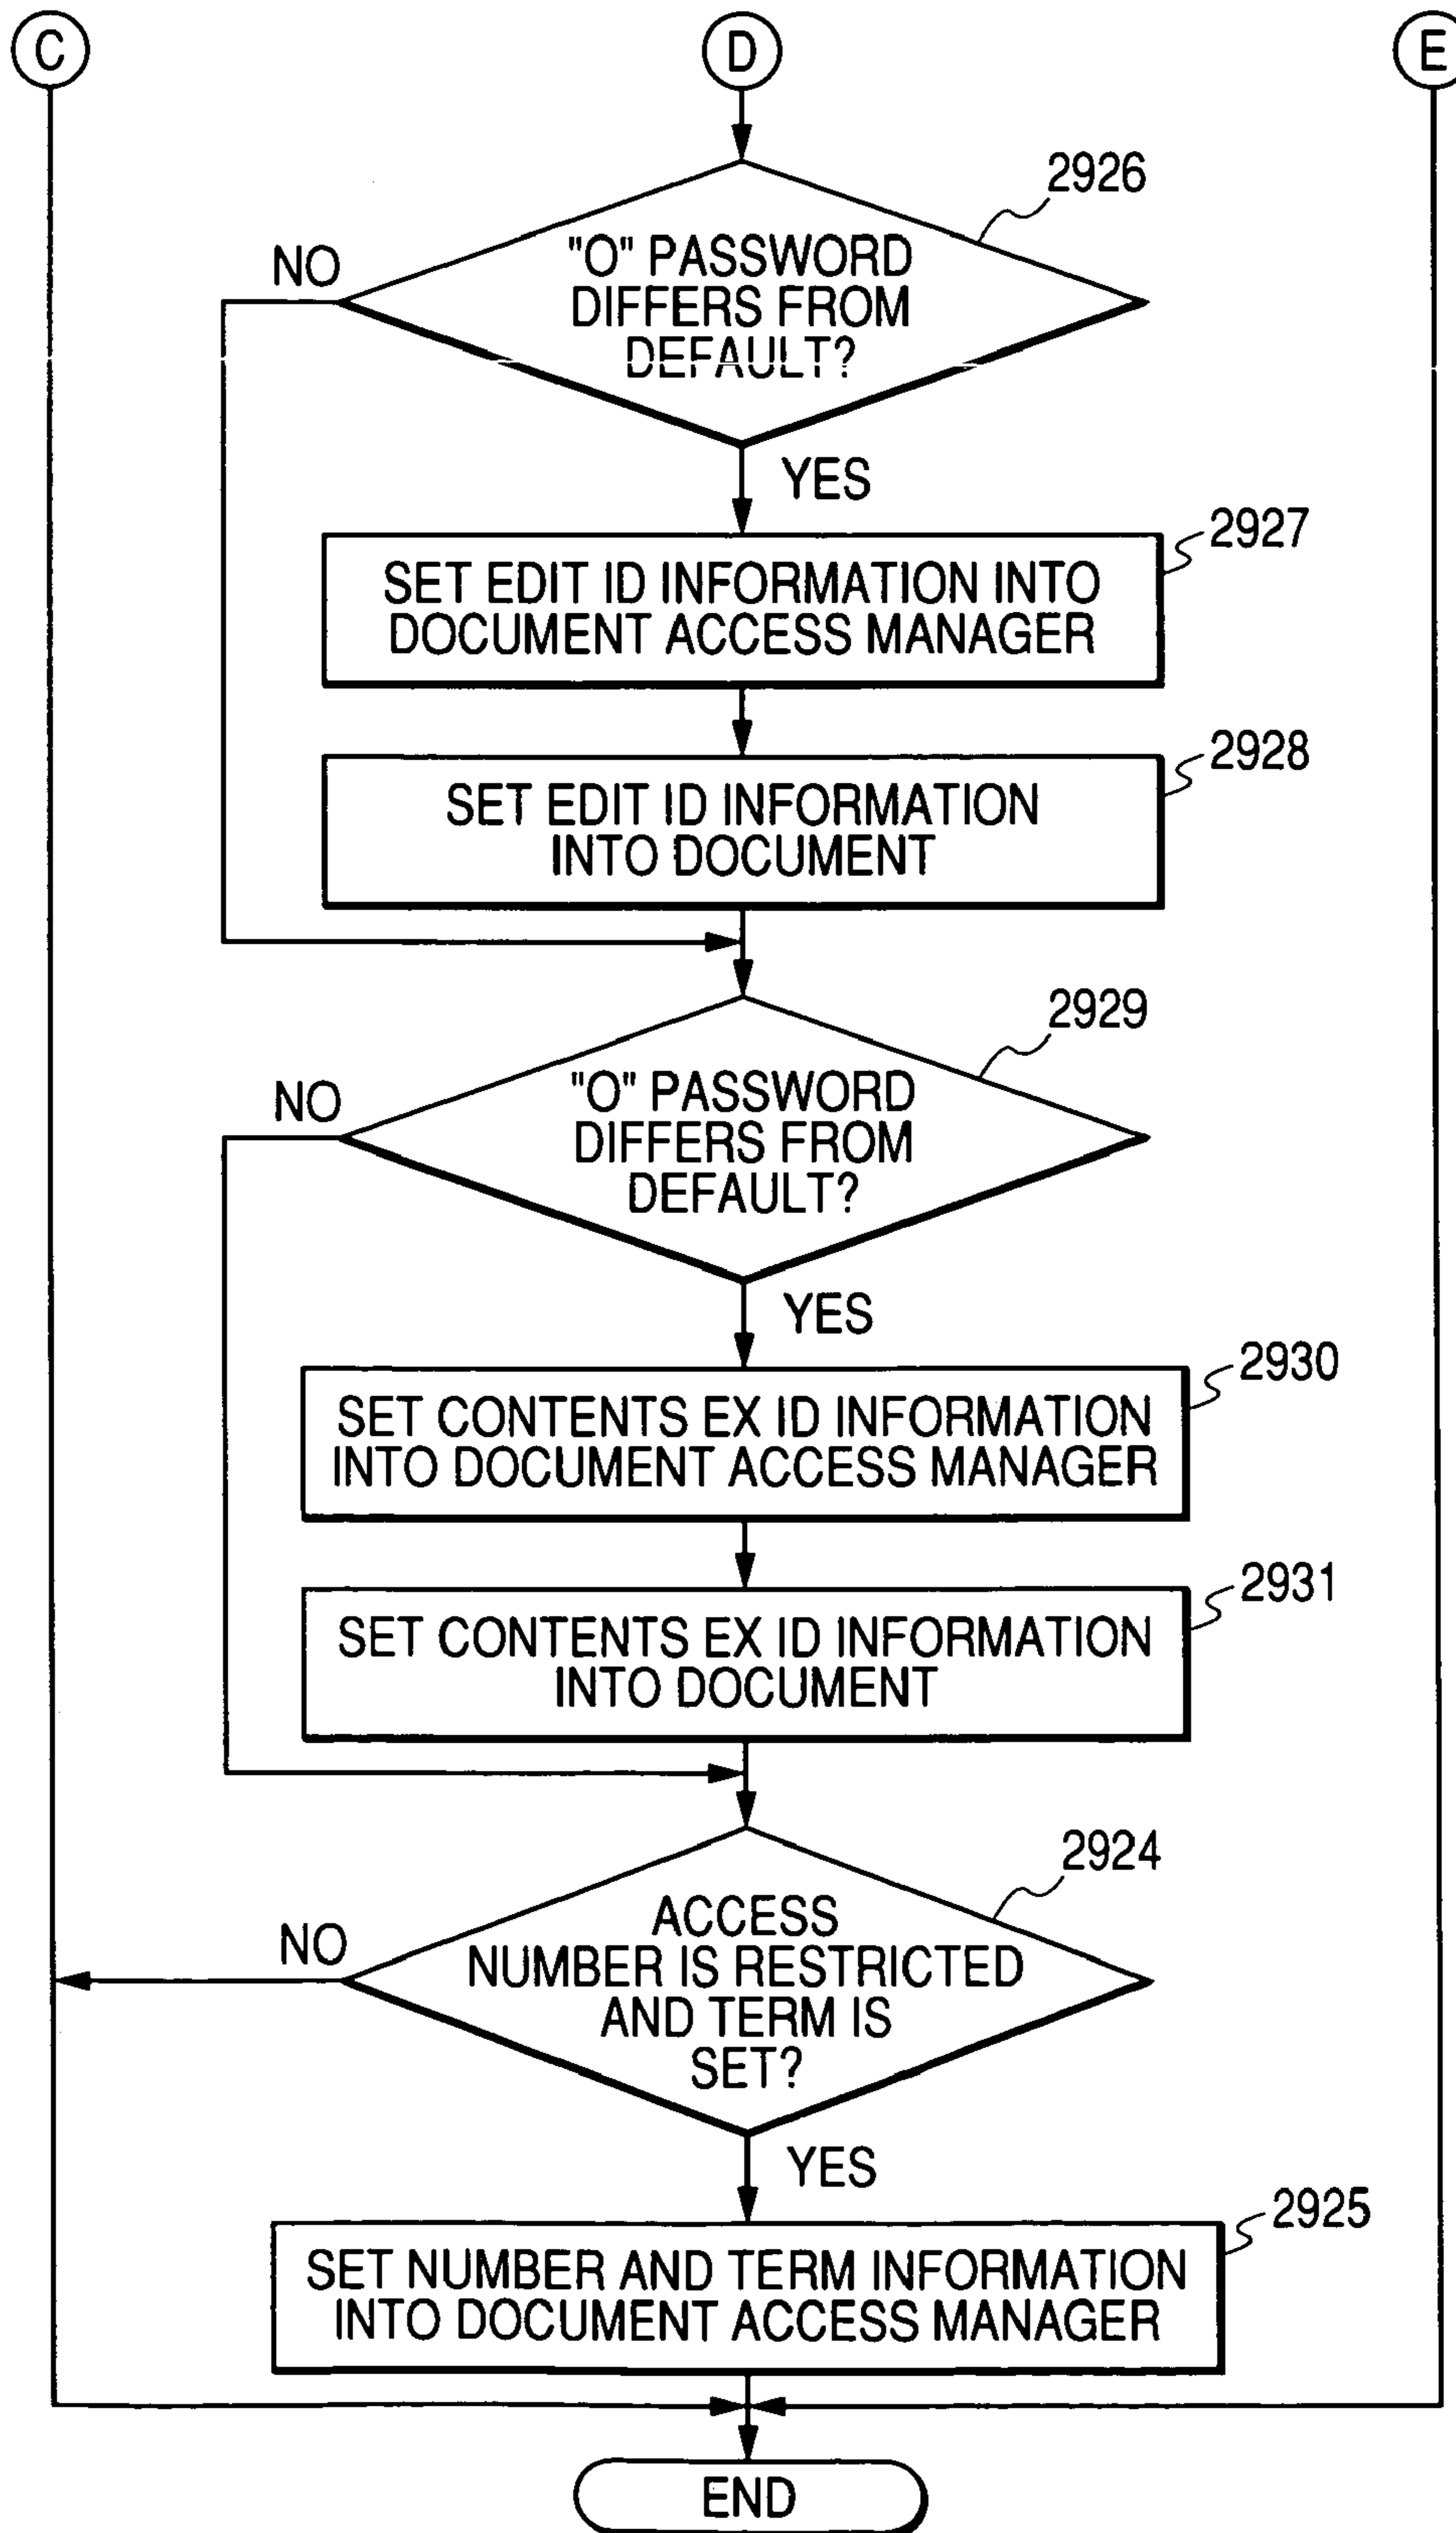 C
D
E
2926
"O" PASSWORD
DIFFERS FROM
DEFAULT?
NO
YES
2927
SET EDIT ID INFORMATION INTO
DOCUMENT ACCESS MANAGER
2928
SET EDIT ID INFORMATION
INTO DOCUMENT
2929
"O" PASSWORD
DIFFERS FROM
DEFAULT?
NO
YES
2930
SET CONTENTS EX ID INFORMATION
INTO DOCUMENT ACCESS MANAGER
2931
SET CONTENTS EX ID INFORMATION
INTO DOCUMENT
2924
ACCESS
NUMBER IS RESTRICTED
AND TERM IS
SET?
NO
YES
2925
SET NUMBER AND TERM INFORMATION
INTO DOCUMENT ACCESS MANAGER
END